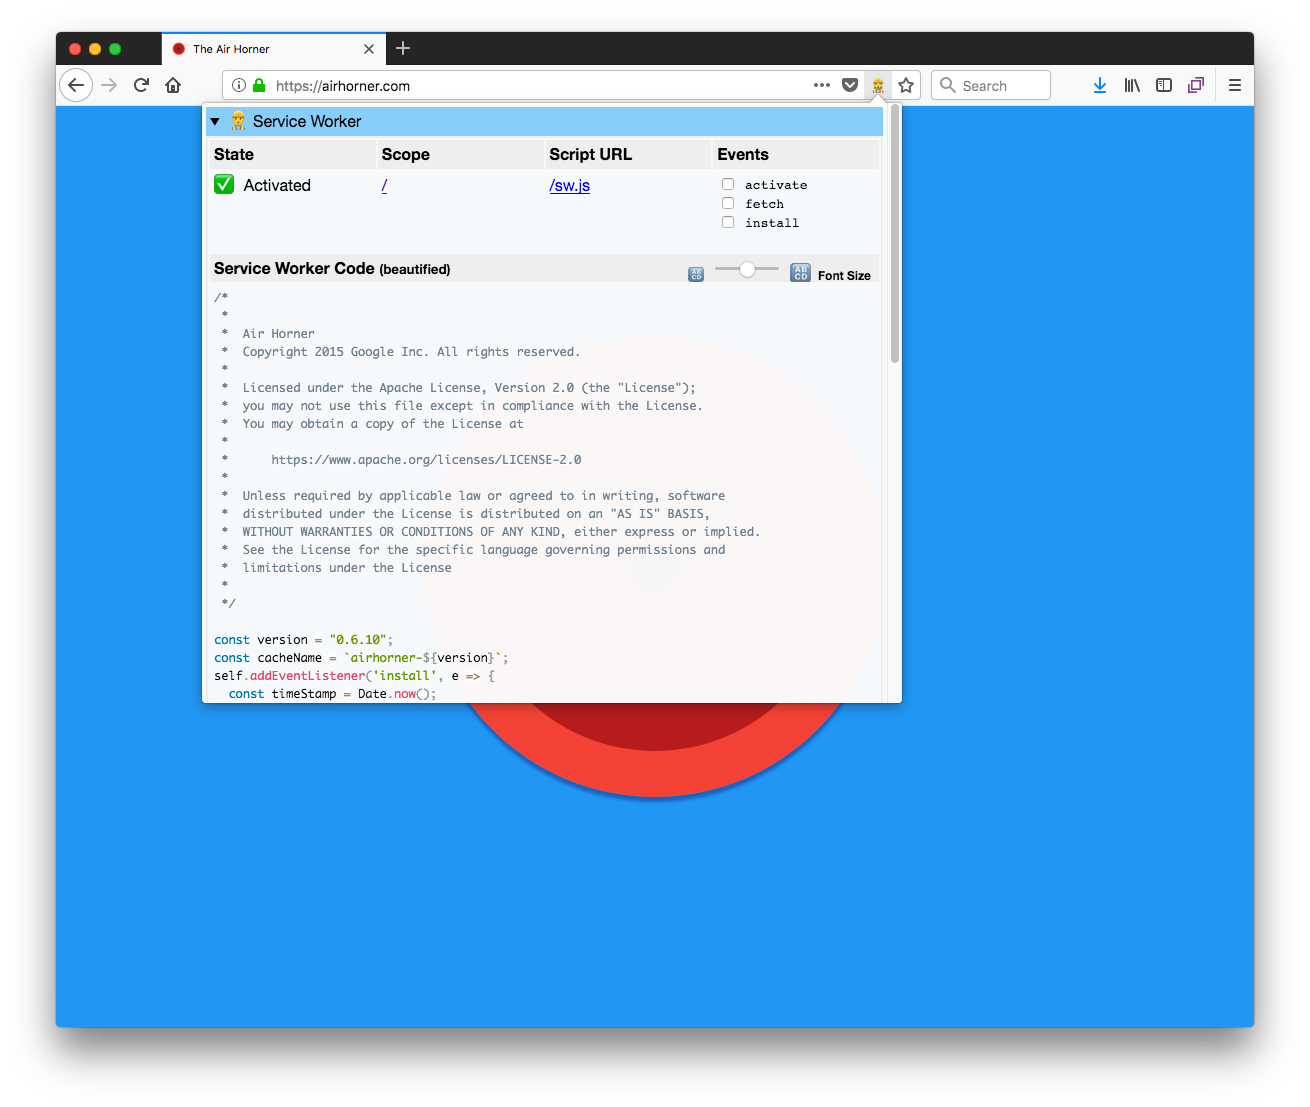 The Air Horner
https://airhorner.com
Search
Service Worker
State Scope Script URL Events
Activated / /sw.js
activate
fetch
install
Service Worker Code (beautified) Font Size
/*
*
* Air Horner
* Copyright 2015 Google Inc. All rights reserved.
*
* Licensed under the Apache License, Version 2.0 (the "License");
* you may not use this file except in compliance with the License.
* You may obtain a copy of the License at
*
* https://www.apache.org/licenses/LICENSE-2.0
*
* Unless required by applicable law or agreed to in writing, software
* distributed under the License is distributed on an "AS IS" BASIS,
* WITHOUT WARRANTIES OR CONDITIONS OF ANY KIND, either express or implied.
* See the License for the specific language governing permissions and
* limitations under the License
*
*/
const version = "0.6.10";
const cacheName = `airhorner-${version}`;
self.addEventListener('install', e => {
const timeStamp = Date.now();